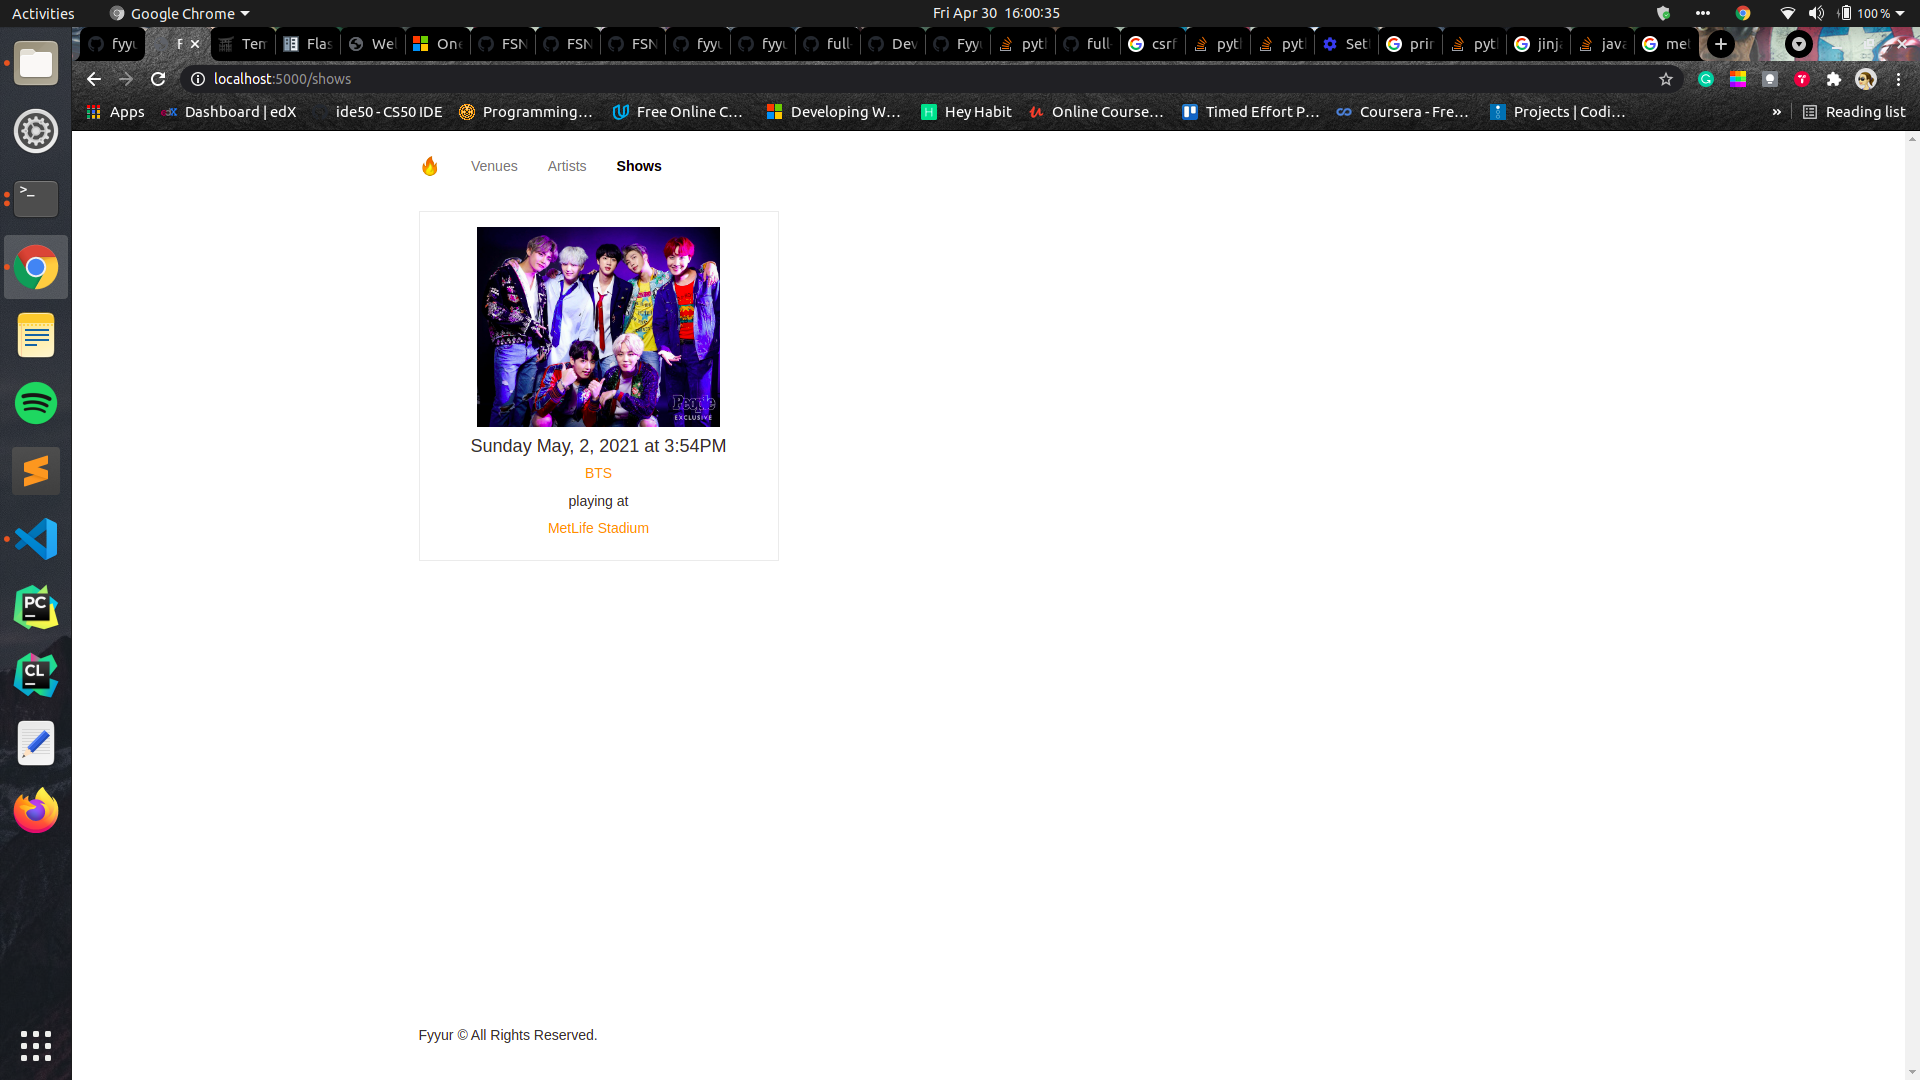 Activities
Google Chrome
Fri Apr 30 16:00:35
100 %
fyyu
F
Tem
Flas
Wel
One
FSN
FSN
FSN
fyyu
fyyu
full-
Dev
Fyyu
pyth
full-
csrf
pyth
pyth
Sett
prin
pyth
jinja
java
met
localhost:5000/shows
Apps
Dashboard | edX
ide50 - CS50 IDE
Programming…
Free Online C…
Developing W…
Hey Habit
Online Course…
Timed Effort P…
Coursera - Fre…
Projects | Codi…
»
Reading list
Venues
Artists
Shows
People
EXCLUSIVE
Sunday May, 2, 2021 at 3:54PM
BTS
playing at
MetLife Stadium
PC
CL
Fyyur © All Rights Reserved.